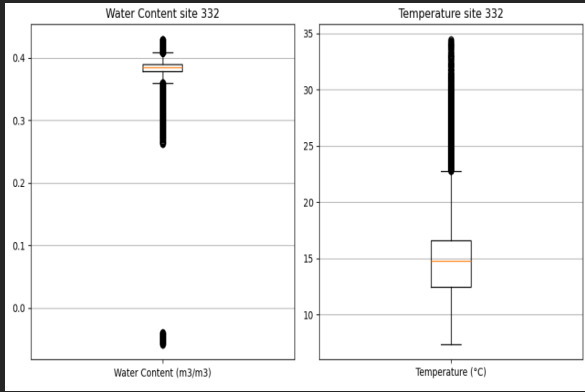 Water Content site 332
0.4
0.3
0.2
0.1
0.0
Water Content (m3/m3)
Temperature site 332
35
30
25
20
15
10
Temperature (°C)